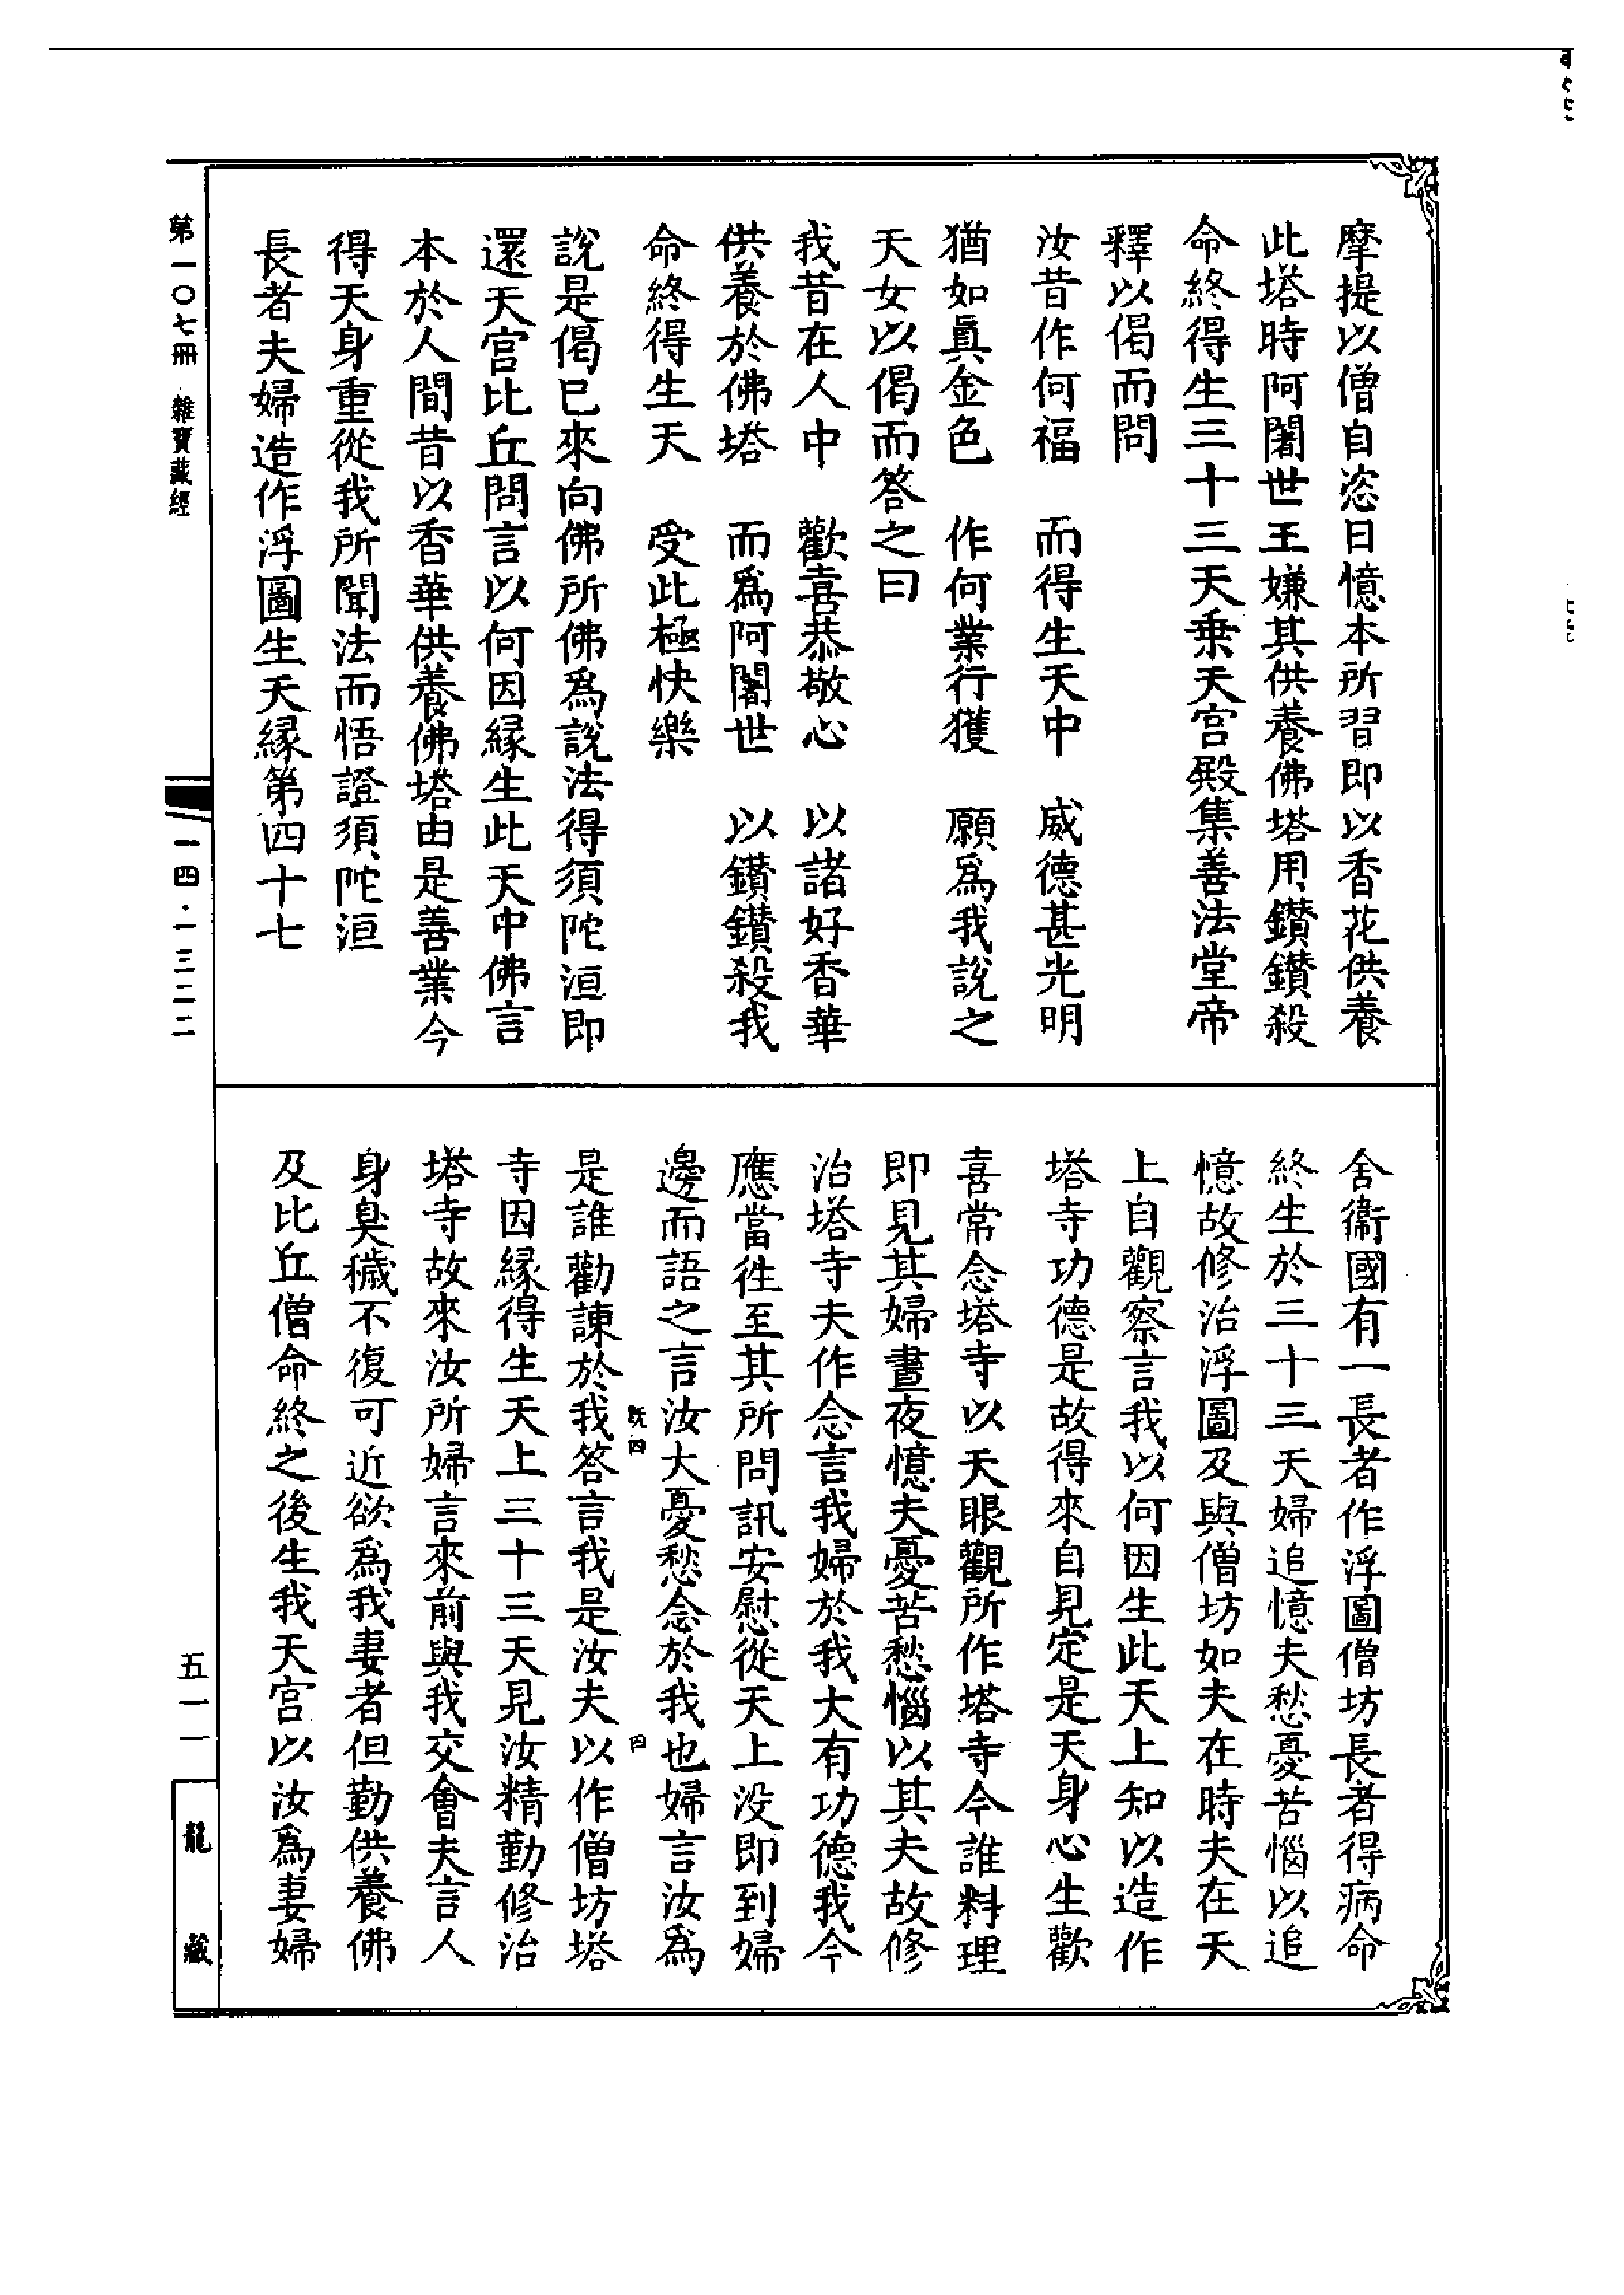 摩提以僧自恣日憶本所習即以香花供養
此塔時阿闍世王嫌其供養佛塔用鑚鑚殺
命終得生三十三天乗天宫殿集善法堂帝
釋以偈而問
汝昔作何福　而得生天中　威德甚光明
猶如眞金色　作何業行獲　願爲我說之
天女以偈而答之曰
我昔在人中　歡喜恭敬心　以諸好香華
供養於佛塔　而爲阿闍世　以鑚鑚殺我
命終得生天　受此極快樂
說是偈已來向佛所佛爲說法得須陀洹即
還天宫比丘問言以何因緣生此天中佛言
本於人間昔以香華供養佛塔由是善業今
得天身重從我所聞法而悟證須陀洹
長者夫婦造作浮圖生天緣第四十七
舍衞國有一長者作浮圖僧坊長者得病命
終生於三十三天婦追憶夫愁憂苦惱以追
憶故修治浮圖及與僧坊如夫在時夫在天
上自觀察言我以何因生此天上知以造作
塔寺功德是故得來自見定是天身心生歡
喜常念塔寺以天眼觀所作塔寺今誰料理
即見其婦晝夜憶夫憂苦愁惱以其夫故修
治塔寺夫作念言我婦於我大有功德我今
應當徃至其所問訊安慰從天上没即到婦
邊而語之言汝大憂愁念於我也婦言汝爲
是誰勸諫於我答言我是汝夫以作僧坊塔
寺因緣得生天上三十三天見汝精勤修治
塔寺故來汝所婦言來前與我交會夫言人
身臭穢不復可近欲爲我妻者但勤供養佛
及比丘僧命終之後生我天宫以汝爲妻婦
第一〇七冊　雜寳藏經
一四·一三二二
五一一
龍藏